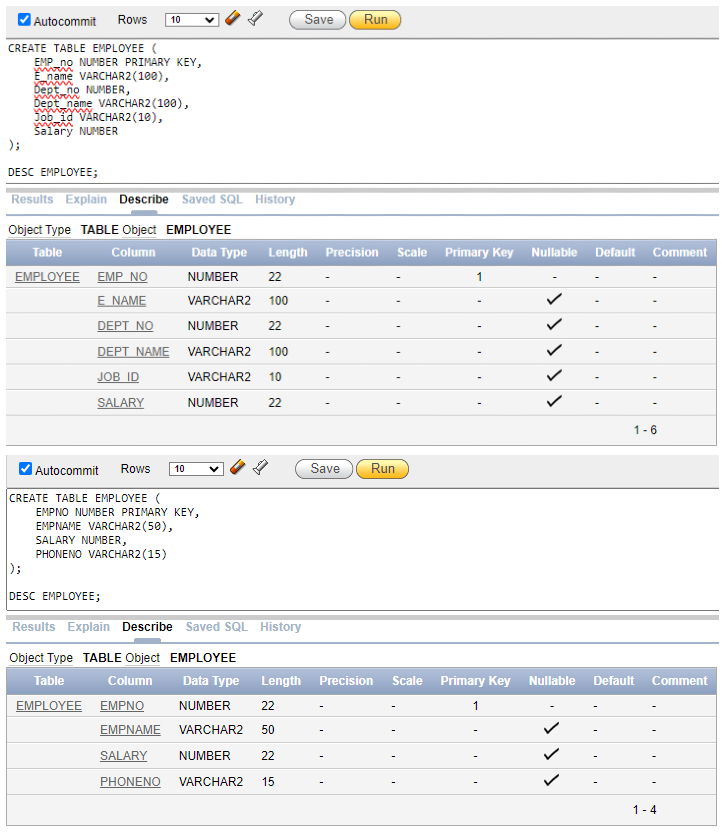 Autocommit Rows 10 Save Run
CREATE TABLE EMPLOYEE (
EMP_no NUMBER PRIMARY KEY,
E_name VARCHAR2(100),
Dept_no NUMBER,
Dept_name VARCHAR2(100),
Job_id VARCHAR2(10),
Salary NUMBER
);
DESC EMPLOYEE;
Results Explain Describe Saved SQL History
Object Type TABLE Object EMPLOYEE
Table Column Data Type Length Precision Scale Primary Key Nullable Default Comment
EMPLOYEE EMP_NO NUMBER 22 - - 1 - - -
E_NAME VARCHAR2 100 - - - ✓ - -
DEPT_NO NUMBER 22 - - - ✓ - -
DEPT_NAME VARCHAR2 100 - - - ✓ - -
JOB_ID VARCHAR2 10 - - - ✓ - -
SALARY NUMBER 22 - - - ✓ - -
1 - 6
Autocommit Rows 10 Save Run
CREATE TABLE EMPLOYEE (
EMPNO NUMBER PRIMARY KEY,
EMPNAME VARCHAR2(50),
SALARY NUMBER,
PHONENO VARCHAR2(15)
);
DESC EMPLOYEE;
Results Explain Describe Saved SQL History
Object Type TABLE Object EMPLOYEE
Table Column Data Type Length Precision Scale Primary Key Nullable Default Comment
EMPLOYEE EMPNO NUMBER 22 - - 1 - - -
EMPNAME VARCHAR2 50 - - - ✓ - -
SALARY NUMBER 22 - - - ✓ - -
PHONENO VARCHAR2 15 - - - ✓ - -
1 - 4